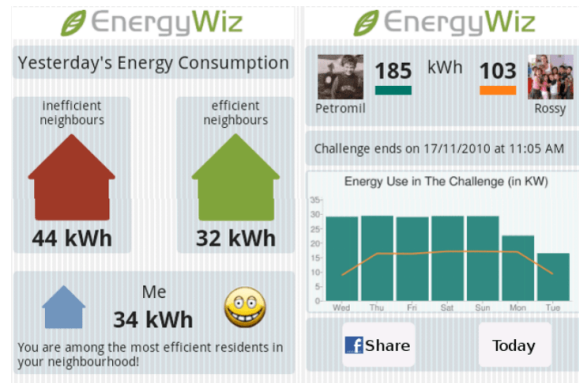 EnergyWiz
Yesterday's Energy Consumption
inefficient
neighbours
44 kWh
efficient
neighbours
32 kWh
Me
34 kWh
You are among the most efficient residents in
your neighbourhood!
EnergyWiz
185 kWh 103
Petromil Rossy
Challenge ends on 17/11/2010 at 11:05 AM
Energy Use in The Challenge (in KW)
35
30
25
20
15
10
5
0
Wed Thu Fri Sat Sun Mon Tue
f Share
Today